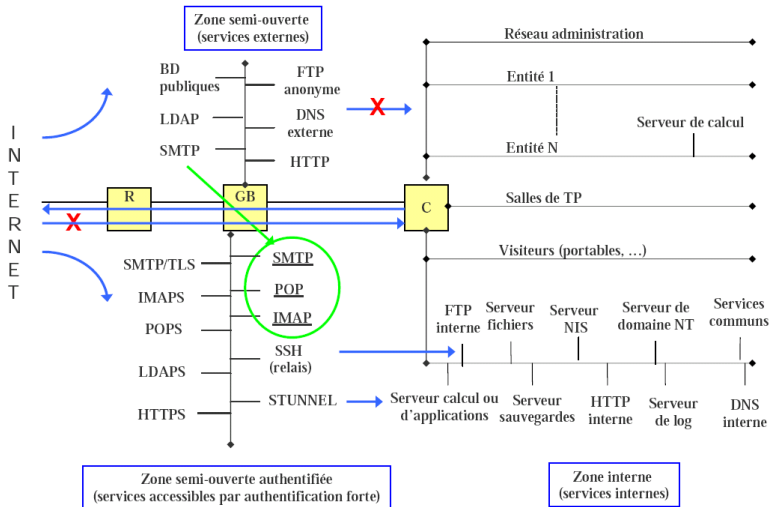 Zone semi-ouverte
(services externes)
BD
publiques
FTP
anonyme
LDAP
DNS
externe
SMTP
HTTP
X
Réseau administration
Entité 1
Serveur de calcul
Entité N
INTERNET
R
GB
C
Salles de TP
X
Visiteurs (portables, …)
SMTP/TLS
SMTP
IMAPS
POP
POPS
IMAP
SSH
(relais)
LDAPS
STUNNEL
HTTPS
FTP
interne
Serveur
fichiers
Serveur
NIS
Serveur de
domaine NT
Services
communs
Serveur calcul ou
d'applications
Serveur
sauvegardes
HTTP
interne
Serveur
de log
DNS
interne
Zone semi-ouverte authentifiée
(services accessibles par authentification forte)
Zone interne
(services internes)